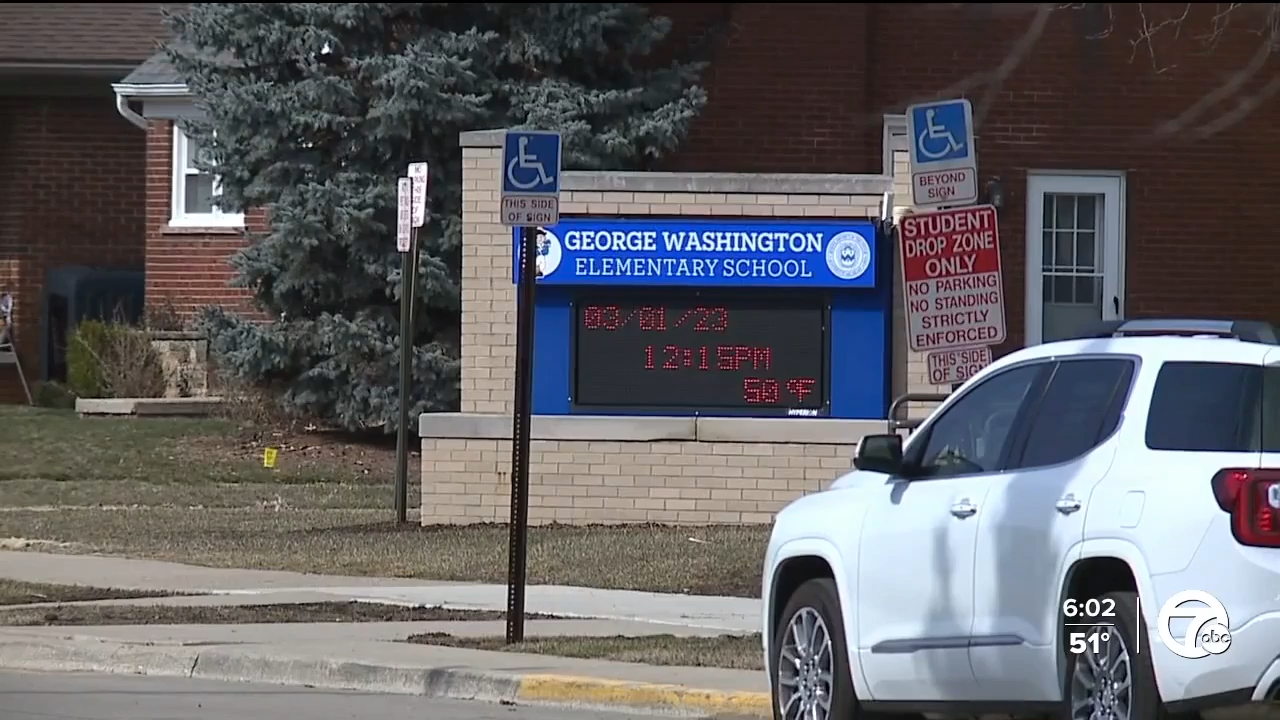 THIS SIDE
OF SIGN
GEORGE WASHINGTON
ELEMENTARY SCHOOL
03/01/23
12:15PM
50°F
HYPERION
BEYOND
SIGN
STUDENT
DROP ZONE
ONLY
NO PARKING
NO STANDING
STRICTLY
ENFORCED
THIS SIDE
OF SIGN
6:02
51°
7 abc